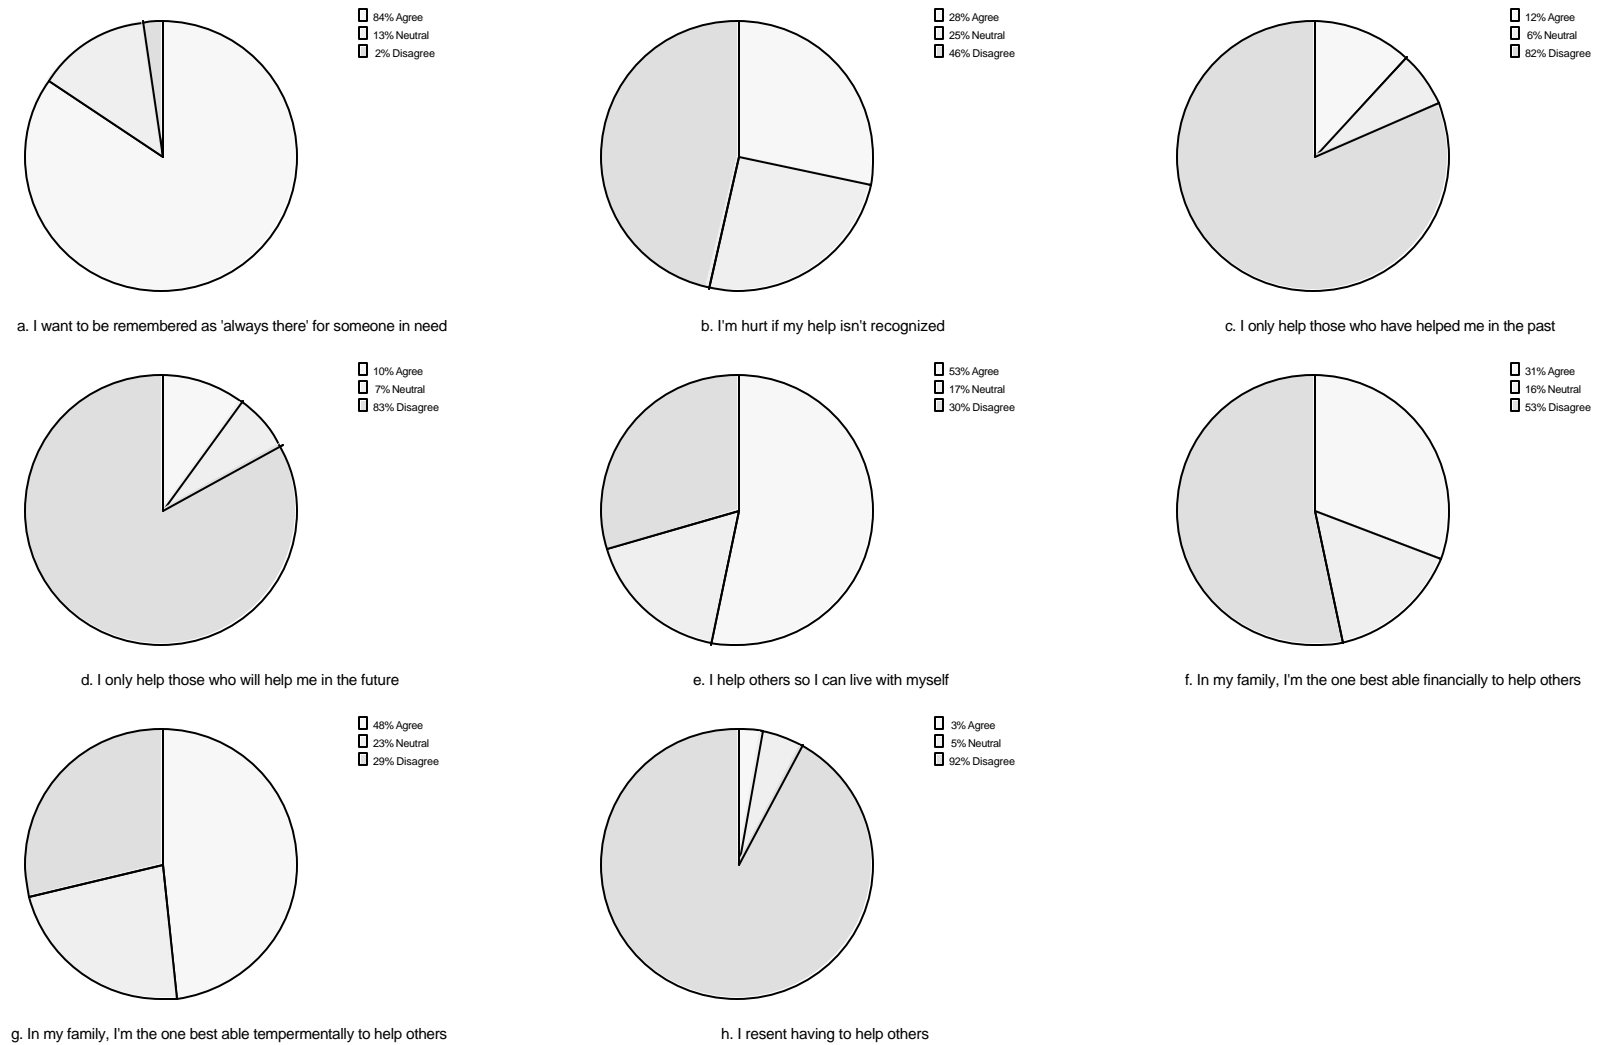 84% Agree
13% Neutral
2% Disagree
a. I want to be remembered as 'always there' for someone in need
28% Agree
25% Neutral
46% Disagree
b. I'm hurt if my help isn't recognized
12% Agree
6% Neutral
82% Disagree
c. I only help those who have helped me in the past
10% Agree
7% Neutral
83% Disagree
d. I only help those who will help me in the future
53% Agree
17% Neutral
30% Disagree
e. I help others so I can live with myself
31% Agree
16% Neutral
53% Disagree
f. In my family, I'm the one best able financially to help others
48% Agree
23% Neutral
29% Disagree
g. In my family, I'm the one best able tempermentally to help others
3% Agree
5% Neutral
92% Disagree
h. I resent having to help others